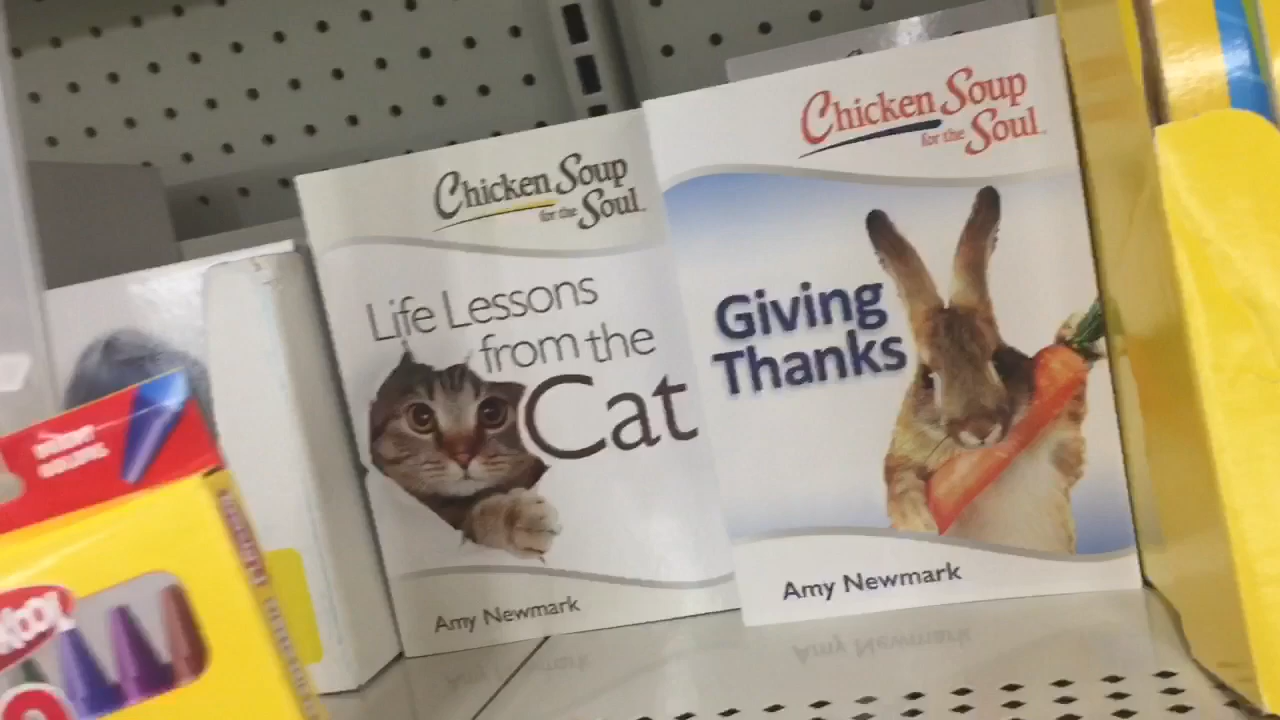 Chicken Soup
for the Soul
Life Lessons
from the
Cat
Amy Newmark
Chicken Soup
for the Soul
Giving
Thanks
Amy Newmark